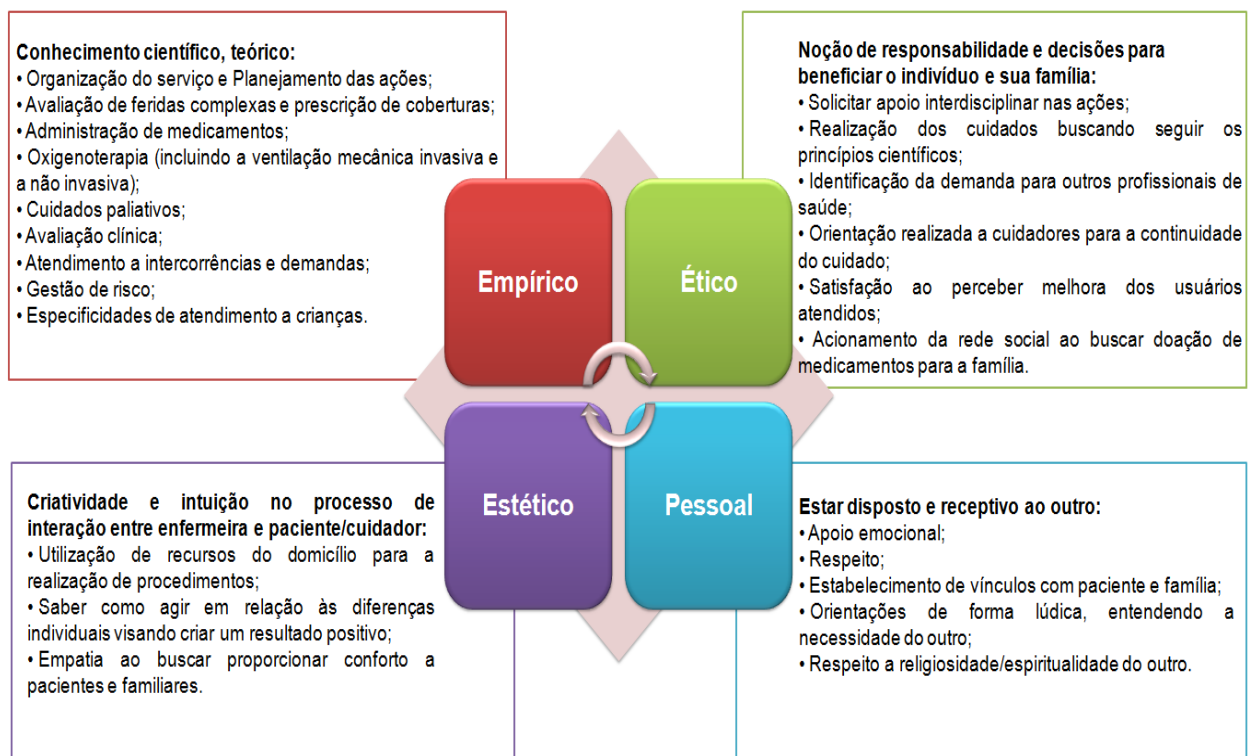 Conhecimento científico, teórico:
• Organização do serviço e Planejamento das ações;
• Avaliação de feridas complexas e prescrição de coberturas;
• Administração de medicamentos;
• Oxigenoterapia (incluindo a ventilação mecânica invasiva e
a não invasiva);
• Cuidados paliativos;
• Avaliação clínica;
• Atendimento a intercorrências e demandas;
• Gestão de risco;
• Especificidades de atendimento a crianças.
Noção de responsabilidade e decisões para
beneficiar o indivíduo e sua família:
• Solicitar apoio interdisciplinar nas ações;
• Realização dos cuidados buscando seguir os
princípios científicos;
• Identificação da demanda para outros profissionais de
saúde;
• Orientação realizada a cuidadores para a continuidade
do cuidado;
• Satisfação ao perceber melhora dos usuários
atendidos;
• Acionamento da rede social ao buscar doação de
medicamentos para a família.
Empírico
Ético
Estético
Pessoal
Criatividade e intuição no processo de
interação entre enfermeira e paciente/cuidador:
• Utilização de recursos do domicílio para a
realização de procedimentos;
• Saber como agir em relação às diferenças
individuais visando criar um resultado positivo;
• Empatia ao buscar proporcionar conforto a
pacientes e familiares.
Estar disposto e receptivo ao outro:
• Apoio emocional;
• Respeito;
• Estabelecimento de vínculos com paciente e família;
• Orientações de forma lúdica, entendendo a
necessidade do outro;
• Respeito a religiosidade/espiritualidade do outro.